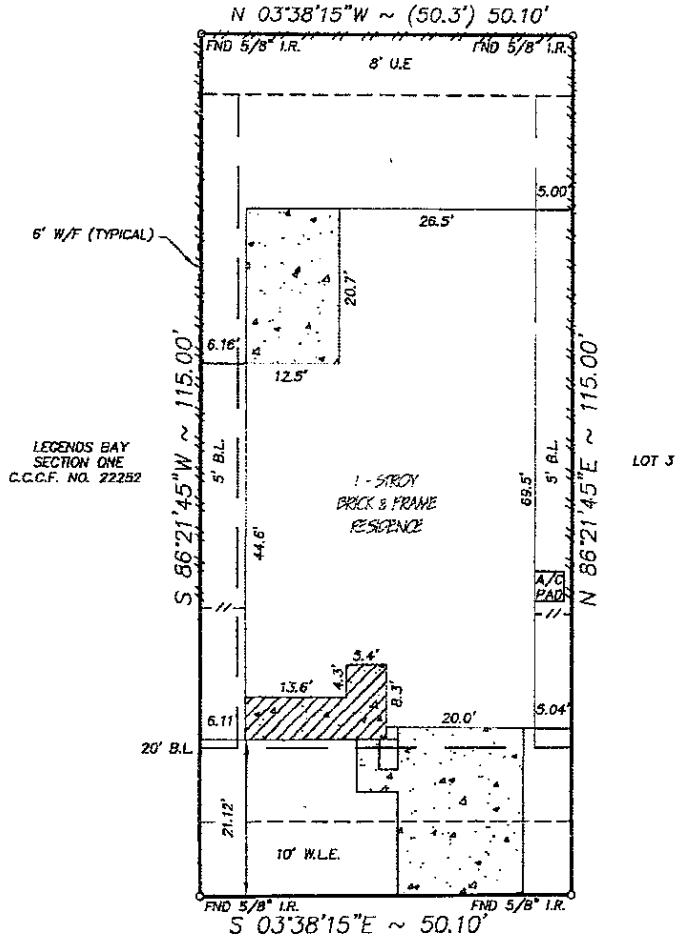 N 03°38'15"W ~ (50.3') 50.10'
FND 5/8" I.R.
FND 5/8" I.R.
8' U.E
5.00'
26.5'
6' W/F (TYPICAL)
20.7'
6.16'
12.5'
S 86°21'45"W ~ 115.00'
5' B.L.
LEGENDS BAY
SECTION ONE
C.C.C.F. NO. 22252
44.6'
1 - STROY
BRICK & FRAME
RESIDENCE
69.5'
5' B.L.
N 86°21'45"E ~ 115.00'
LOT 3
A/C
PAD
5.4'
13.6'
4.3'
8.3'
6.11'
20.0'
5.04'
20' B.L.
21.12'
10' W.L.E.
FND 5/8" I.R.
FND 5/8" I.R.
S 03°38'15"E ~ 50.10'